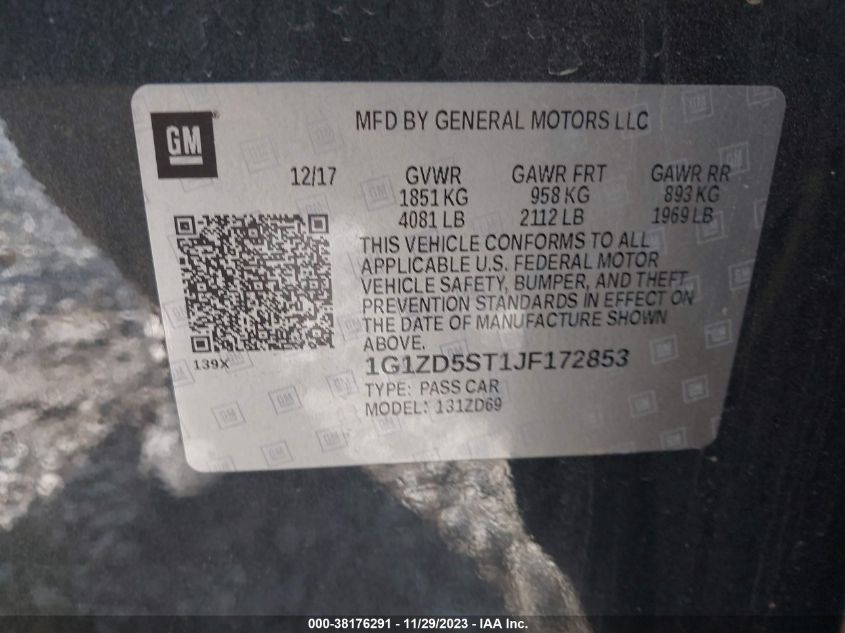 GM
MFD BY GENERAL MOTORS LLC
12/17 GVWR GAWR FRT GAWR RR
1851 KG 958 KG 893 KG
4081 LB 2112 LB 1969 LB
THIS VEHICLE CONFORMS TO ALL
APPLICABLE U.S. FEDERAL MOTOR
VEHICLE SAFETY, BUMPER, AND THEFT
PREVENTION STANDARDS IN EFFECT ON
THE DATE OF MANUFACTURE SHOWN
ABOVE.
139X
1G1ZD5ST1JF172853
TYPE: PASS CAR
MODEL: 131ZD69
000-38176291 - 11/29/2023 - IAA Inc.